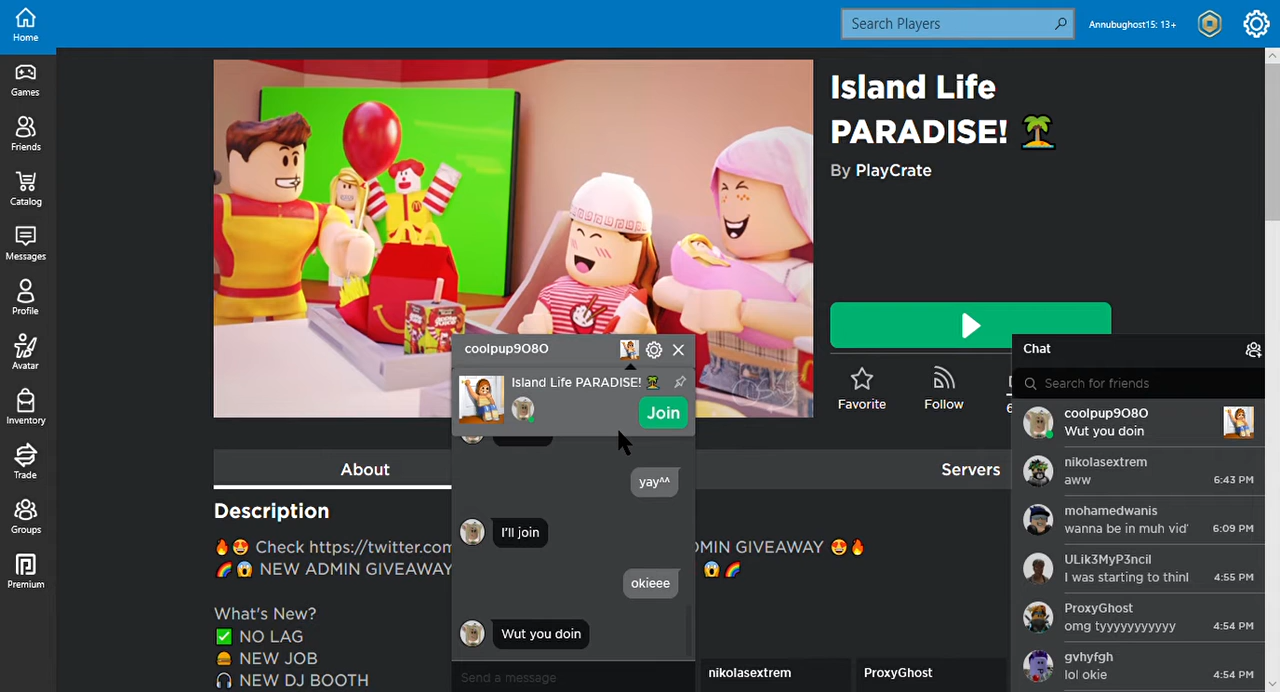 Home
Search Players
Annubughost15: 13+
Games
Friends
Catalog
Messages
Profile
Avatar
Inventory
Trade
Groups
Premium
Island Life
PARADISE! 🏝️
By PlayCrate
Favorite
Follow
coolpup9080
Island Life PARADISE! 🏝️
Join
yay^^
I'll join
okieee
Wut you doin
Send a message
About
Servers
Description
🔥😍 Check https://twitter.com
DMIN GIVEAWAY 😍🔥
🌈😱 NEW ADMIN GIVEAWAY
😱🌈
What's New?
✅ NO LAG
🍔 NEW JOB
🎧 NEW DJ BOOTH
nikolasextrem
ProxyGhost
Chat
Search for friends
coolpup9080
Wut you doin
nikolasextrem
aww
6:43 PM
mohamedwanis
wanna be in muh vid'
6:09 PM
ULik3MyP3ncil
I was starting to thinl
4:55 PM
ProxyGhost
omg tyyyyyyyyyy
4:54 PM
gvhyfgh
lol okie
4:54 PM